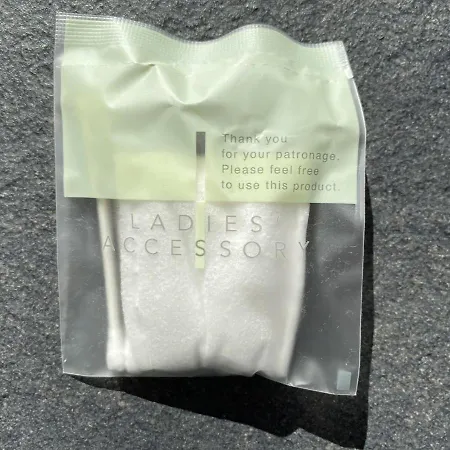 Thank you
for your patronage.
Please feel free
to use this product.
LADIES'
ACCESSORY